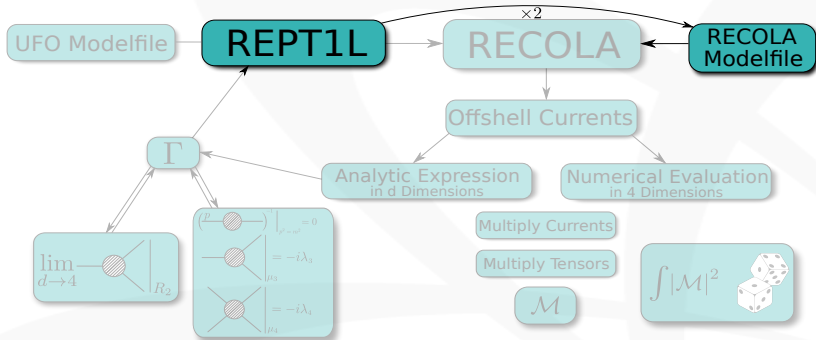 ×2
UFO Modelfile
REPT1L
RECOLA
RECOLA
Modelfile
Offshell Currents
Γ
Analytic Expression
in d Dimensions
Numerical Evaluation
in 4 Dimensions
Multiply Currents
= -iλ₃
lim
d→4
R₂
Multiply Tensors
∫|M|²
= -iλ₄
M